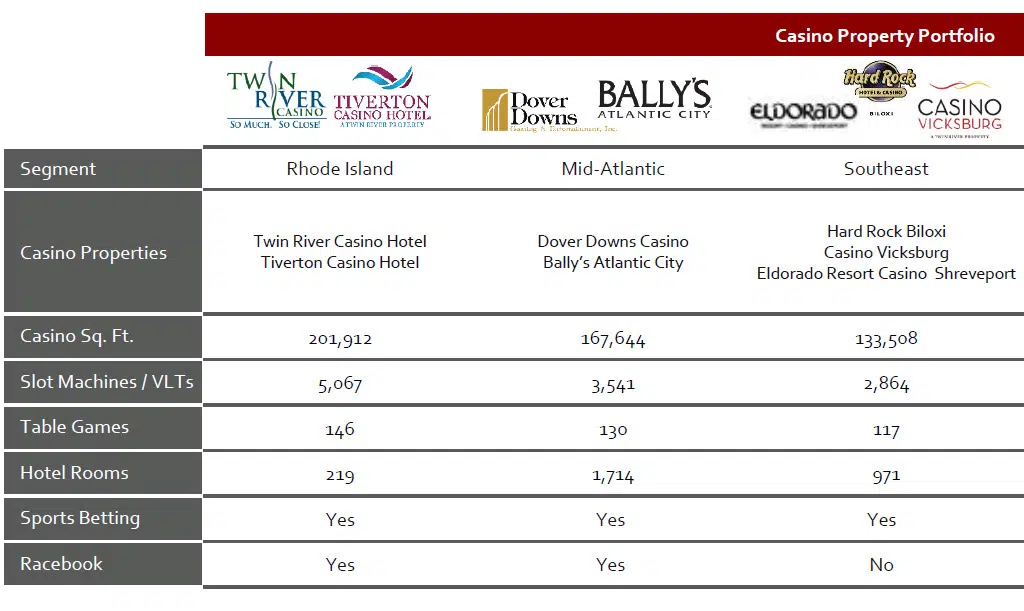 Casino Property Portfolio
TWIN
RIVER
CASINO
SO MUCH. SO CLOSE!
TIVERTON
CASINO HOTEL
A TWIN RIVER PROPERTY
Dover
Downs
Gaming & Entertainment, Inc.
BALLY'S
ATLANTIC CITY
ELDORADO
RESORT · CASINO · SHREVEPORT
Hard Rock
HOTEL & CASINO
BILOXI
CASINO
VICKSBURG
A TWIN RIVER PROPERTY
Segment Rhode Island Mid-Atlantic Southeast
Casino Properties
Twin River Casino Hotel
Tiverton Casino Hotel
Dover Downs Casino
Bally’s Atlantic City
Hard Rock Biloxi
Casino Vicksburg
Eldorado Resort Casino Shreveport
Casino Sq. Ft. 201,912 167,644 133,508
Slot Machines / VLTs 5,067 3,541 2,864
Table Games 146 130 117
Hotel Rooms 219 1,714 971
Sports Betting Yes Yes Yes
Racebook Yes Yes No